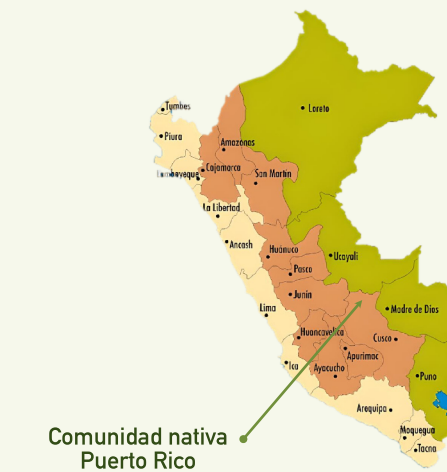 Tumbes
Loreto
Piura
Amazonas
Cajamarca
Lambayeque
San Martín
La Libertad
Ancash
Huánuco
Ucayali
Pasco
Junín
Lima
Madre de Dios
Huancavelica
Cusco
Apurimac
Ica
Ayacucho
Puno
Arequipa
Moquegua
Tacna
Comunidad nativa
Puerto Rico